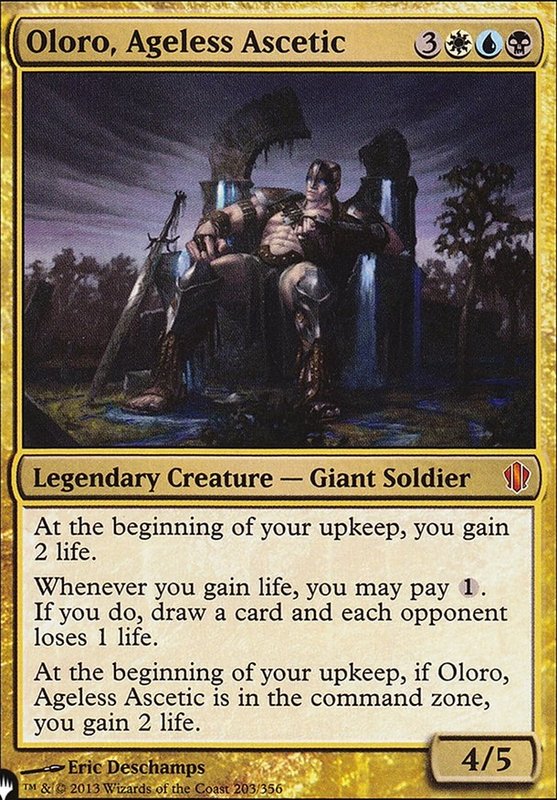 Oloro, Ageless Ascetic 3
Legendary Creature — Giant Soldier
At the beginning of your upkeep, you gain
2 life.
Whenever you gain life, you may pay 1.
If you do, draw a card and each opponent
loses 1 life.
At the beginning of your upkeep, if Oloro,
Ageless Ascetic is in the command zone,
you gain 2 life.
4/5
Eric Deschamps
™ & © 2013 Wizards of the Coast 203/356